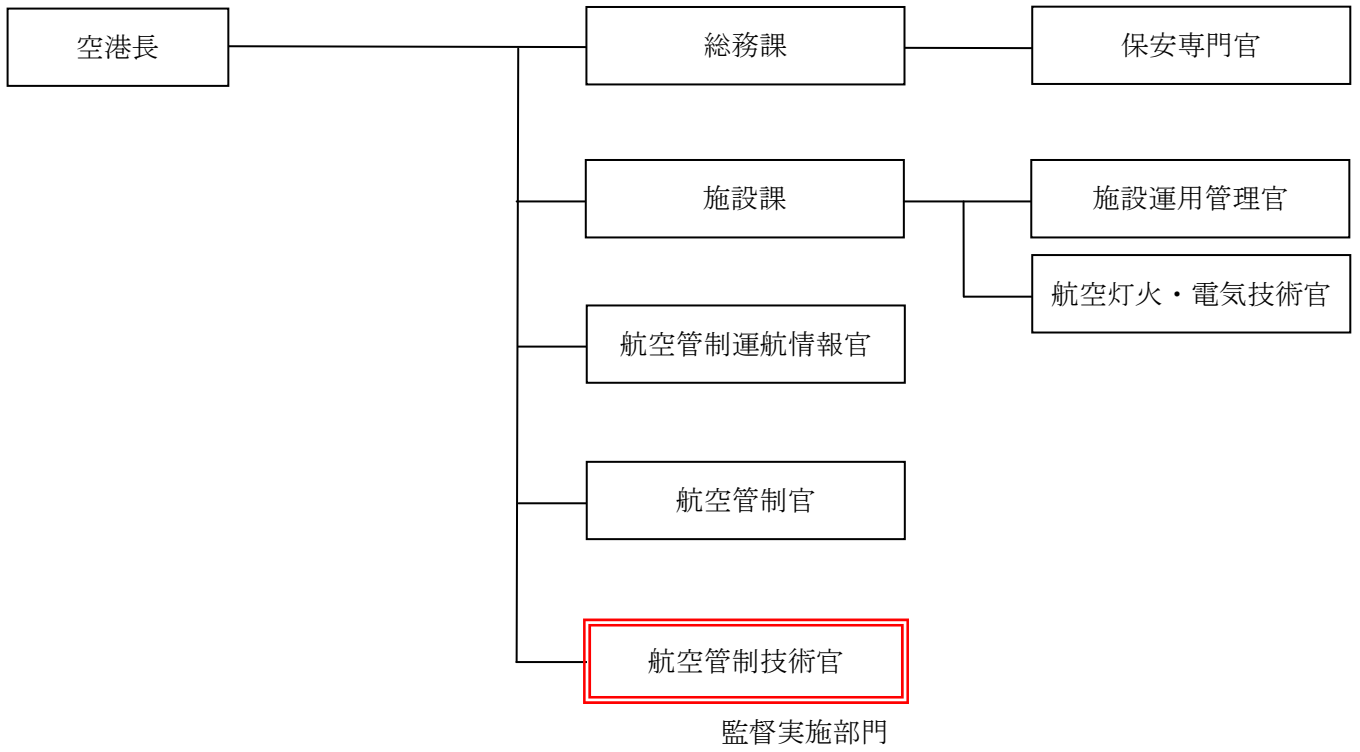 空港長
総務課
保安専門官
施設課
施設運用管理官
航空灯火・電気技術官
航空管制運航情報官
航空管制官
航空管制技術官
監督実施部門